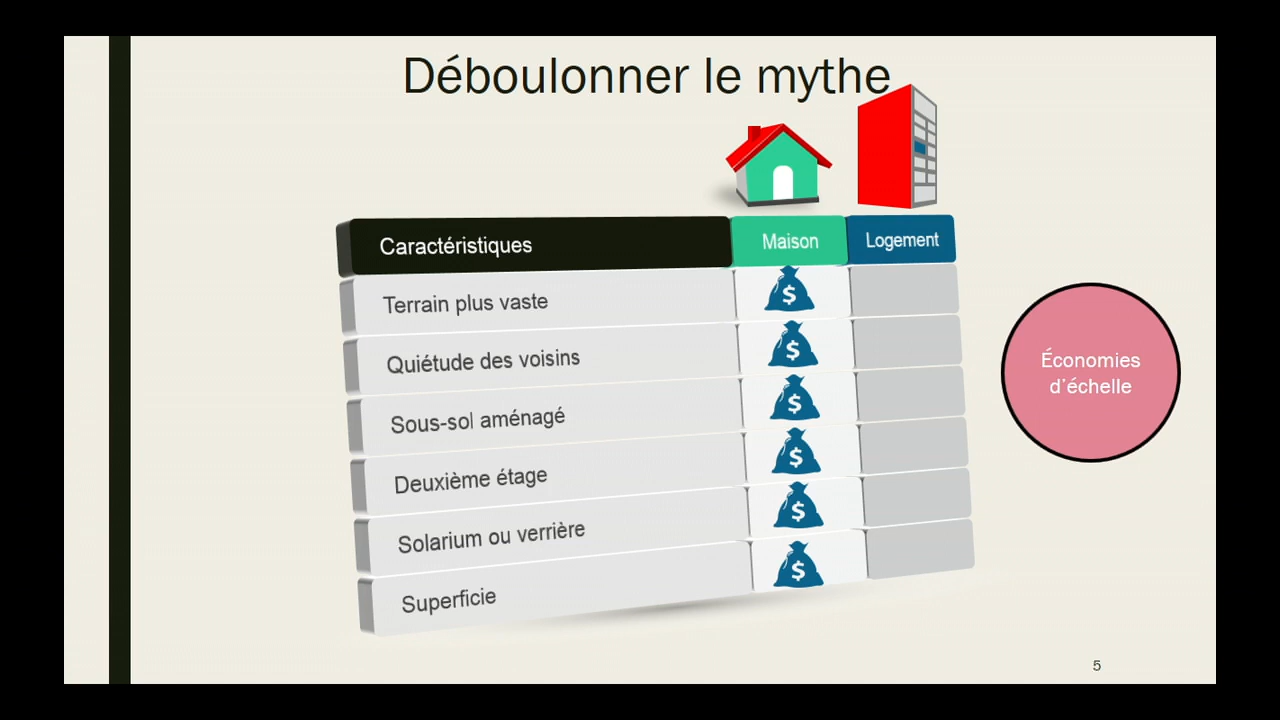 Déboulonner le mythe
Caractéristiques Maison Logement
Terrain plus vaste $
Quiétude des voisins $
Sous-sol aménagé $
Deuxième étage $
Solarium ou verrière $
Superficie $
Économies
d'échelle
5